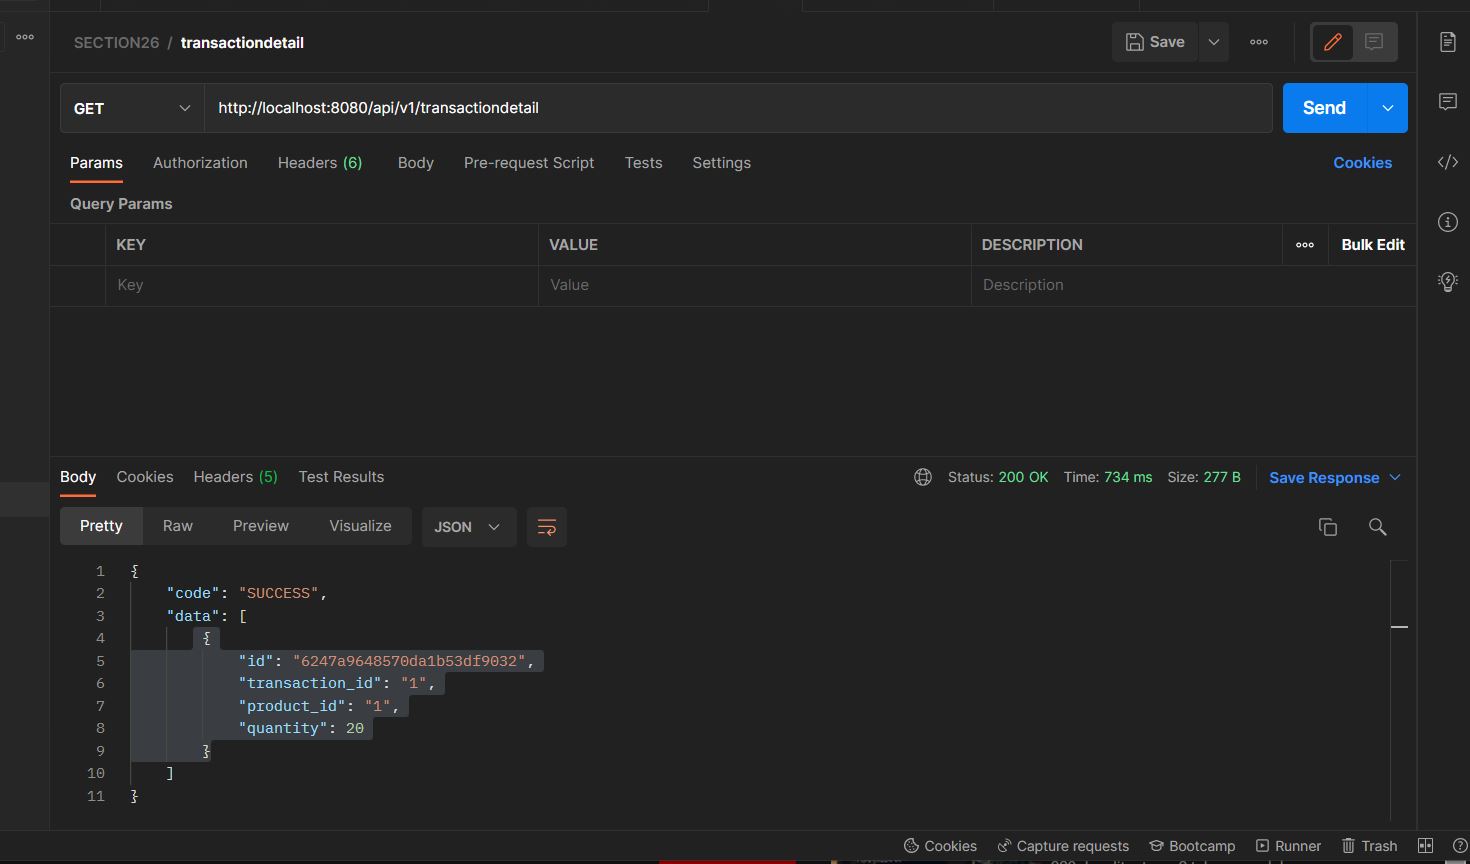 SECTION26 / transactiondetail
Save
GET http://localhost:8080/api/v1/transactiondetail Send
Params Authorization Headers (6) Body Pre-request Script Tests Settings Cookies
Query Params
KEY VALUE DESCRIPTION Bulk Edit
Key Value Description
Body Cookies Headers (5) Test Results Status: 200 OK Time: 734 ms Size: 277 B Save Response
Pretty Raw Preview Visualize JSON
1 {
2 "code": "SUCCESS",
3 "data": [
4 {
5 "id": "6247a9648570da1b53df9032",
6 "transaction_id": "1",
7 "product_id": "1",
8 "quantity": 20
9 }
10 ]
11 }
Cookies Capture requests Bootcamp Runner Trash